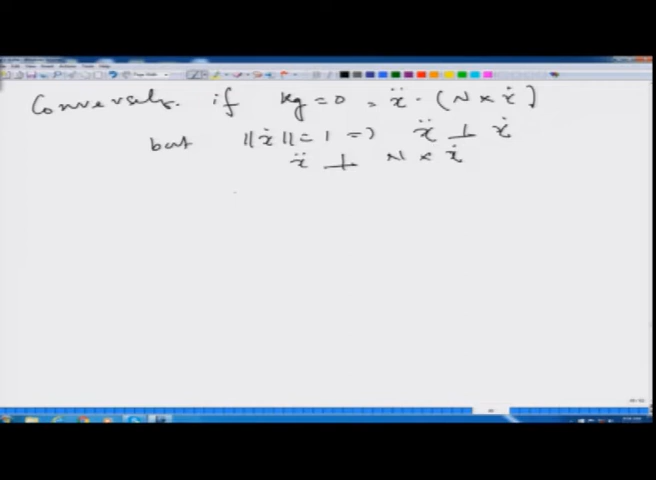 Conversely. if kg = 0 = ẍ · (N × ẋ)
but ||ẋ|| = 1 => ẍ ⊥ ẋ
ẍ ⊥ N × ẋ